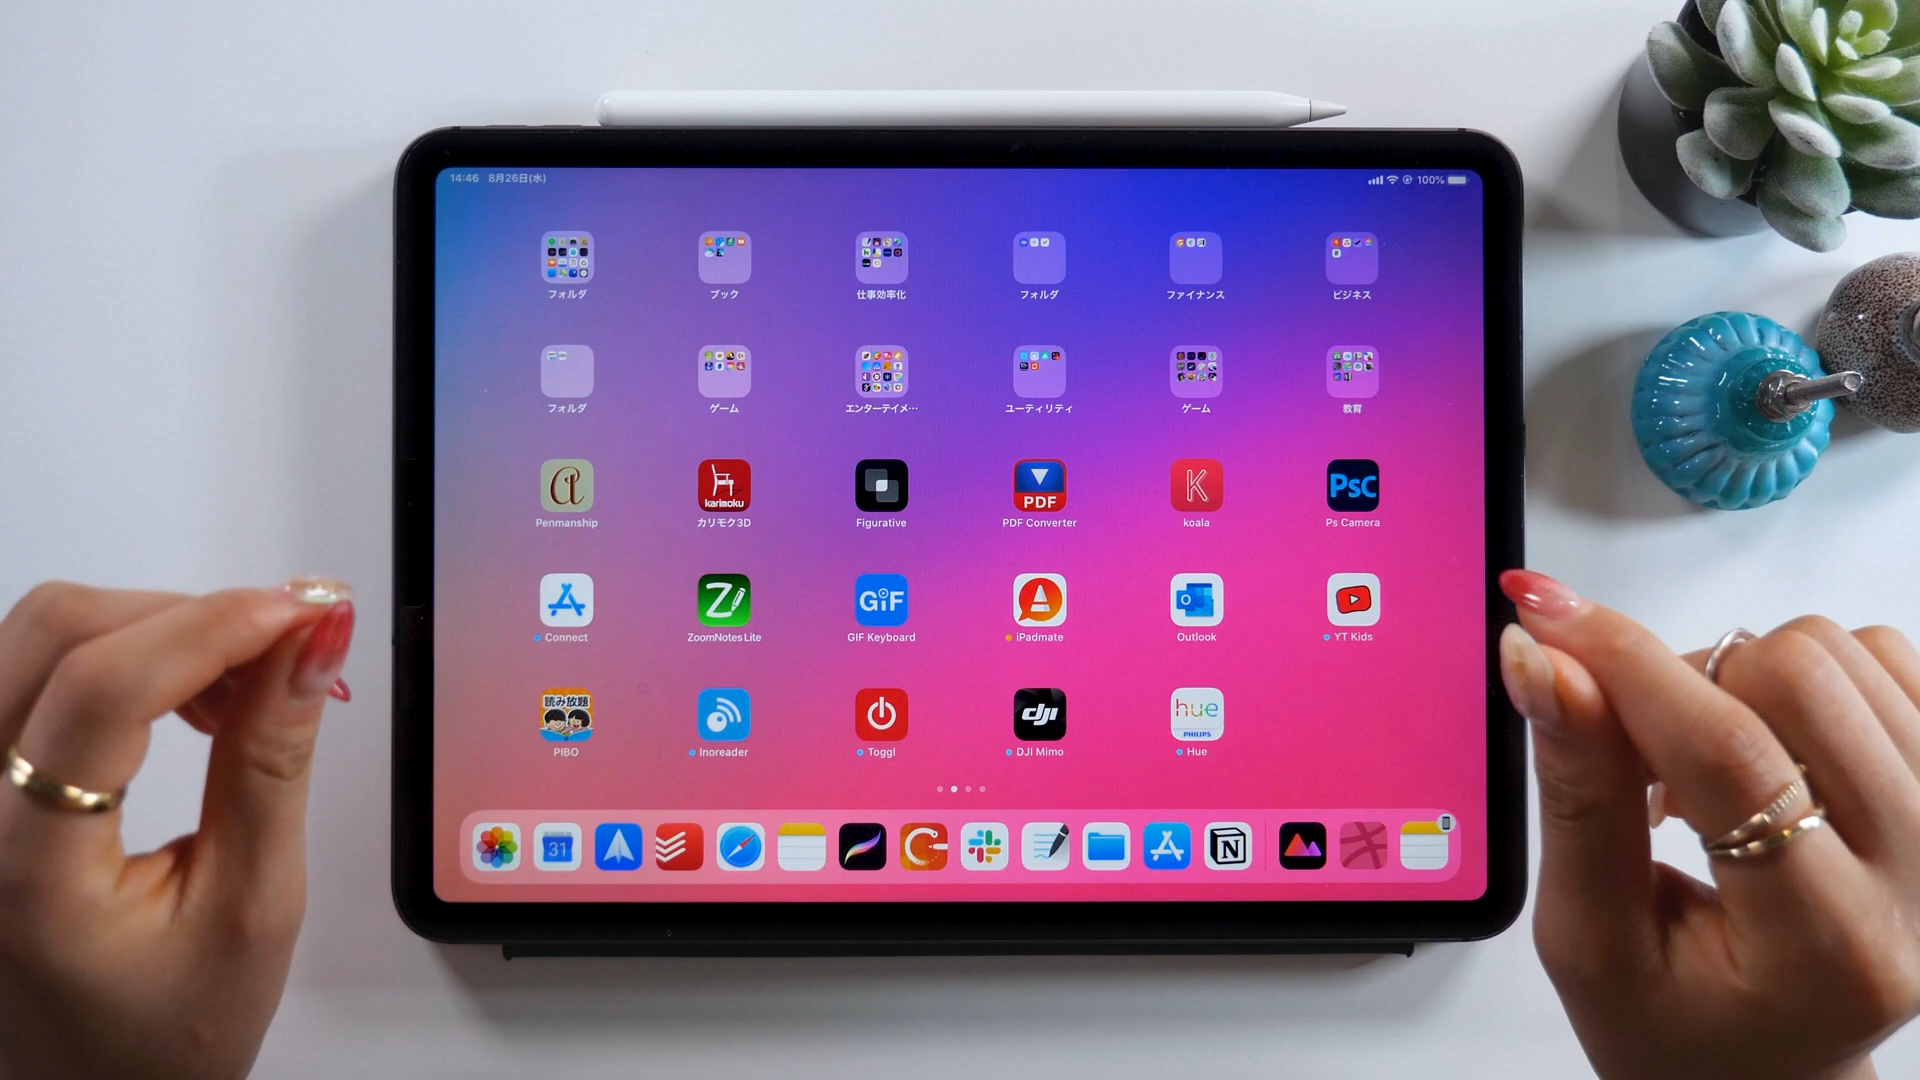 14:46 8月26日(水)
100%
フォルダ
ブック
仕事効率化
フォルダ
ファイナンス
ビジネス
フォルダ
ゲーム
エンターテイメ…
ユーティリティ
ゲーム
教育
a
karimoku
PDF
K
PsC
Penmanship
カリモク3D
Figurative
PDF Converter
koala
Ps Camera
Z
GIF
A
O
Connect
ZoomNotes Lite
GIF Keyboard
iPadmate
Outlook
YT Kids
読み放題
dji
hue
PHILIPS
PIBO
Inoreader
Toggl
DJI Mimo
Hue
31
N